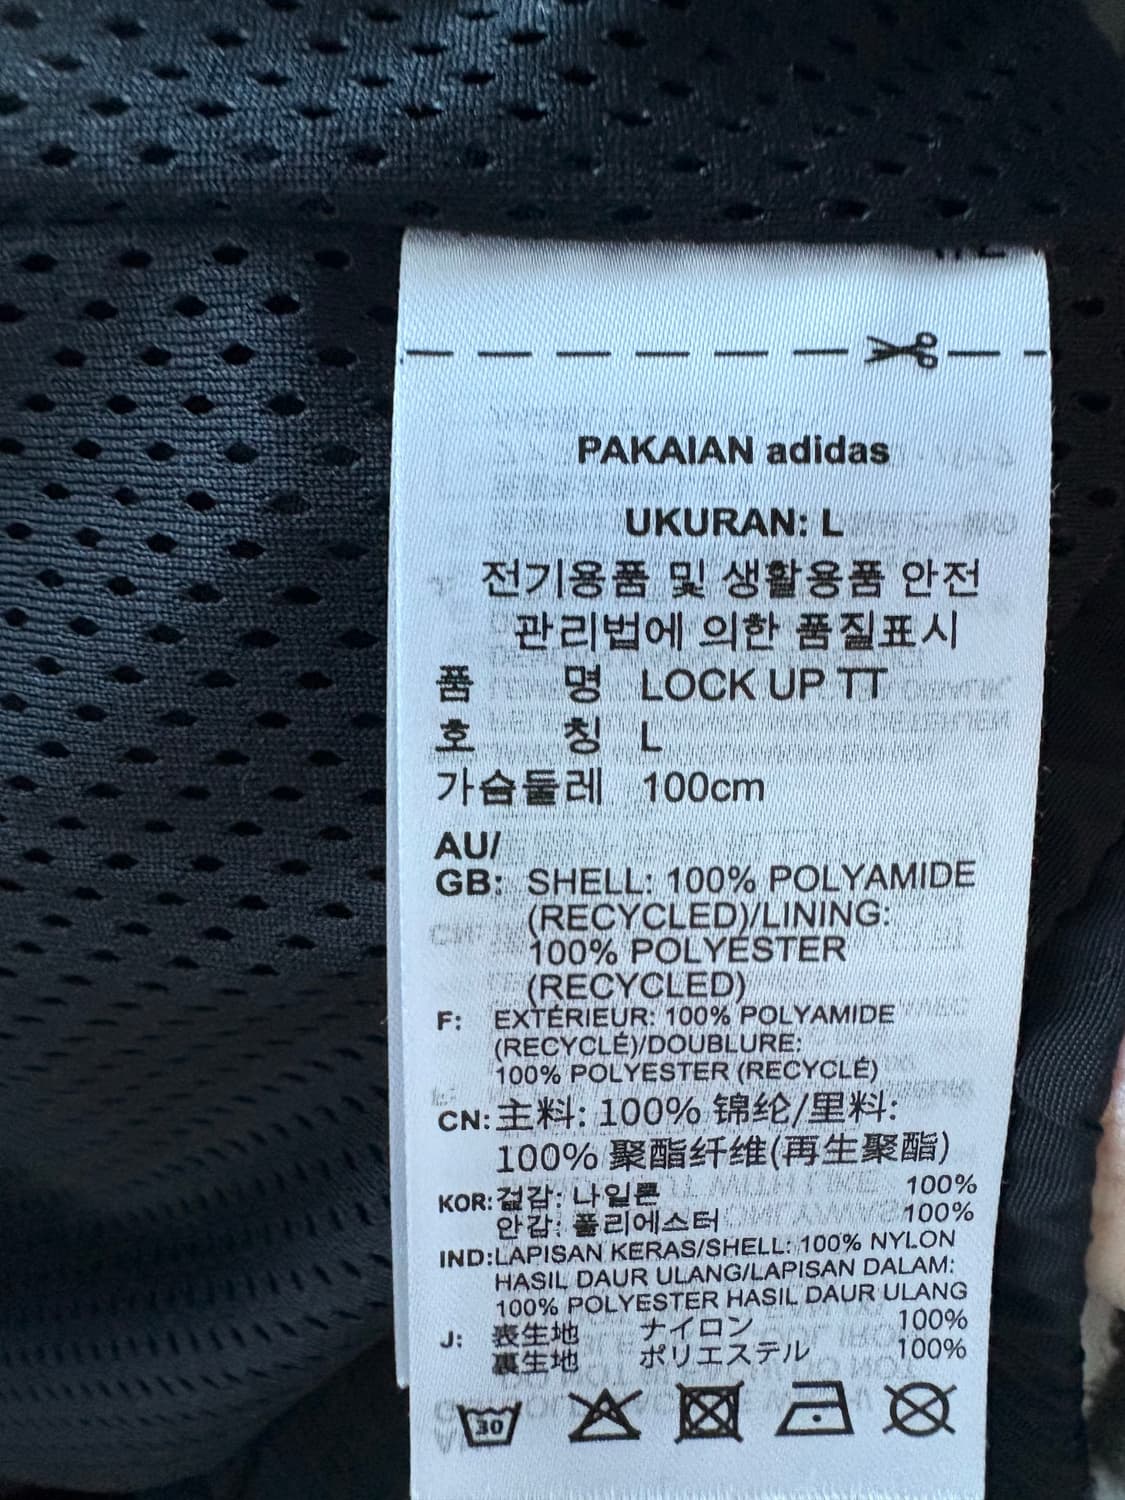 PAKAIAN adidas
UKURAN: L
전기용품 및 생활용품 안전
관리법에 의한 품질표시
품 명 LOCK UP TT
호 칭 L
가슴둘레 100cm
AU/
GB: SHELL: 100% POLYAMIDE
(RECYCLED)/LINING:
100% POLYESTER
(RECYCLED)
F: EXTÉRIEUR: 100% POLYAMIDE
(RECYCLÉ)/DOUBLURE:
100% POLYESTER (RECYCLÉ)
CN: 主料: 100% 锦纶/里料:
100% 聚酯纤维(再生聚酯)
KOR: 겉감: 나일론 100%
안감: 폴리에스터 100%
IND: LAPISAN KERAS/SHELL: 100% NYLON
HASIL DAUR ULANG/LAPISAN DALAM:
100% POLYESTER HASIL DAUR ULANG
J: 表生地 ナイロン 100%
裏生地 ポリエステル 100%
30